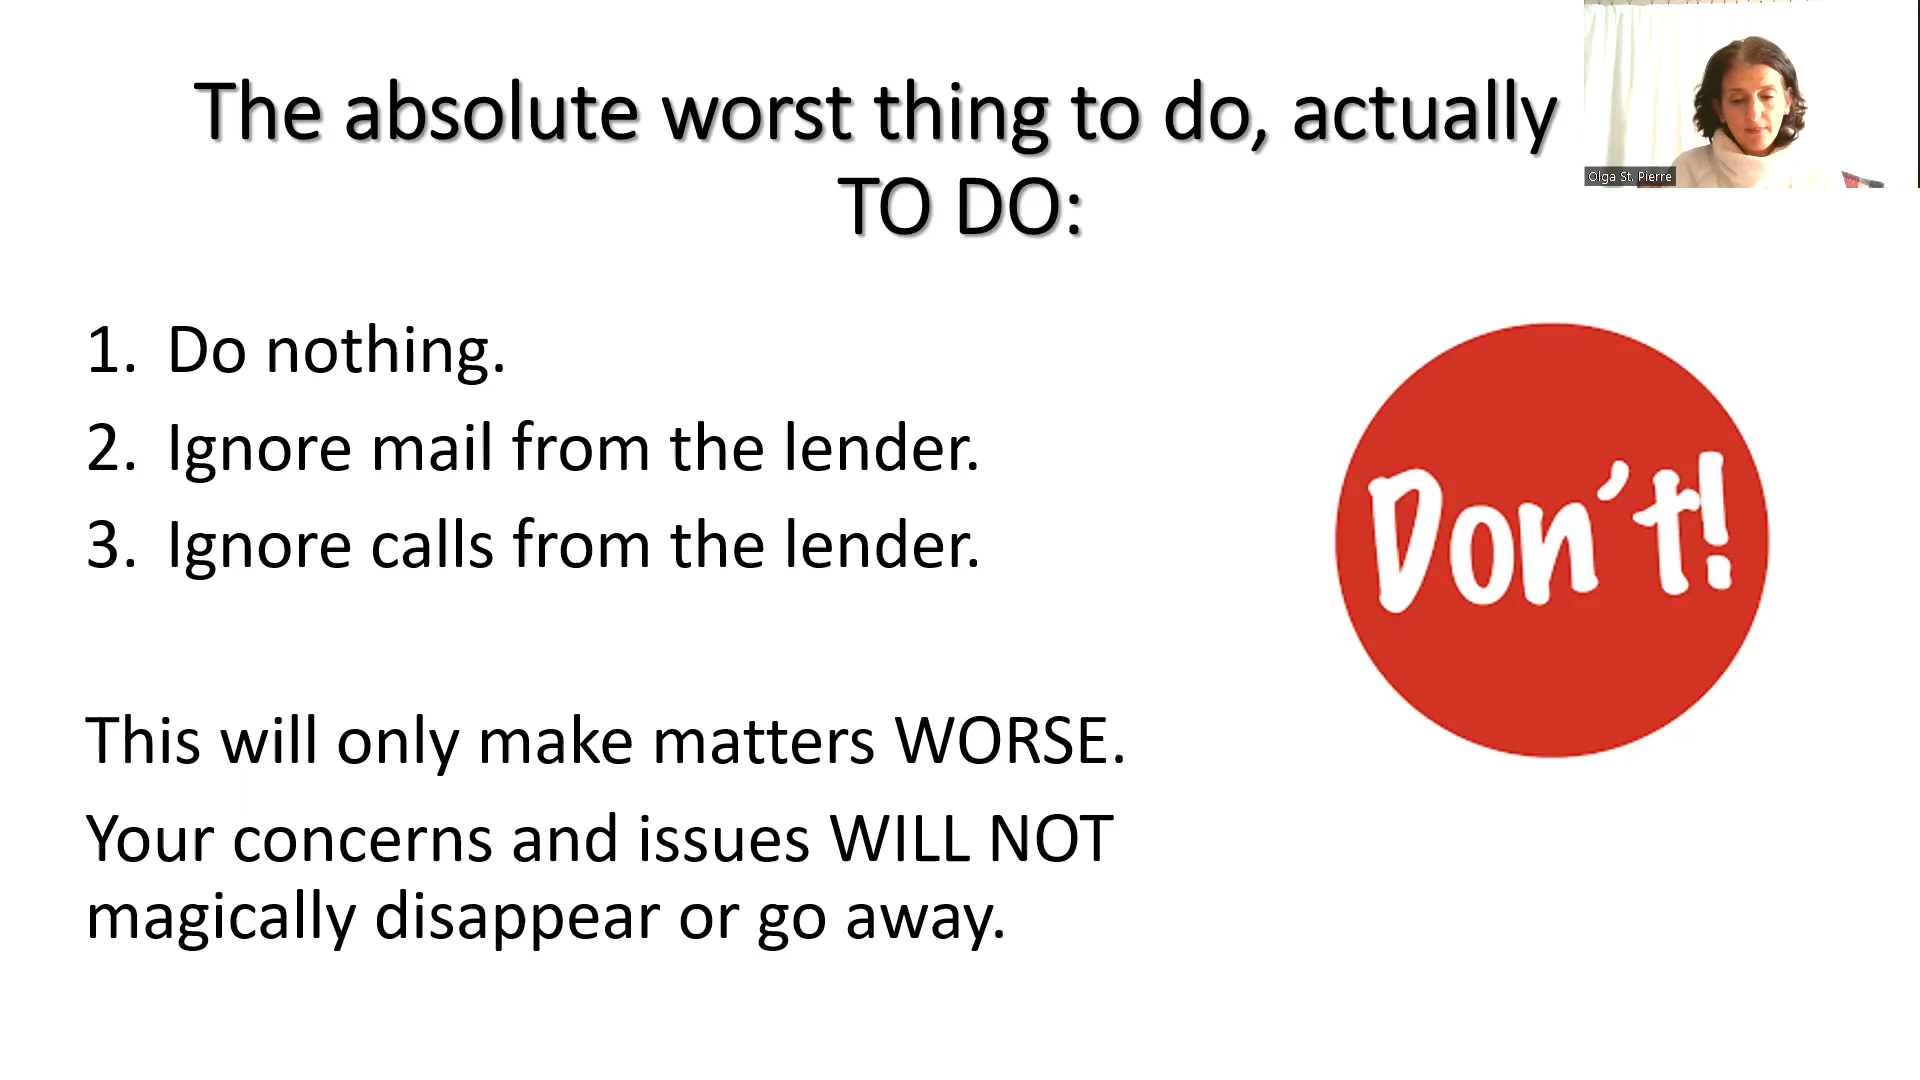 The absolute worst thing to do, actually
TO DO:
Olga St. Pierre
1. Do nothing.
2. Ignore mail from the lender.
3. Ignore calls from the lender.
Don't!
This will only make matters WORSE.
Your concerns and issues WILL NOT
magically disappear or go away.